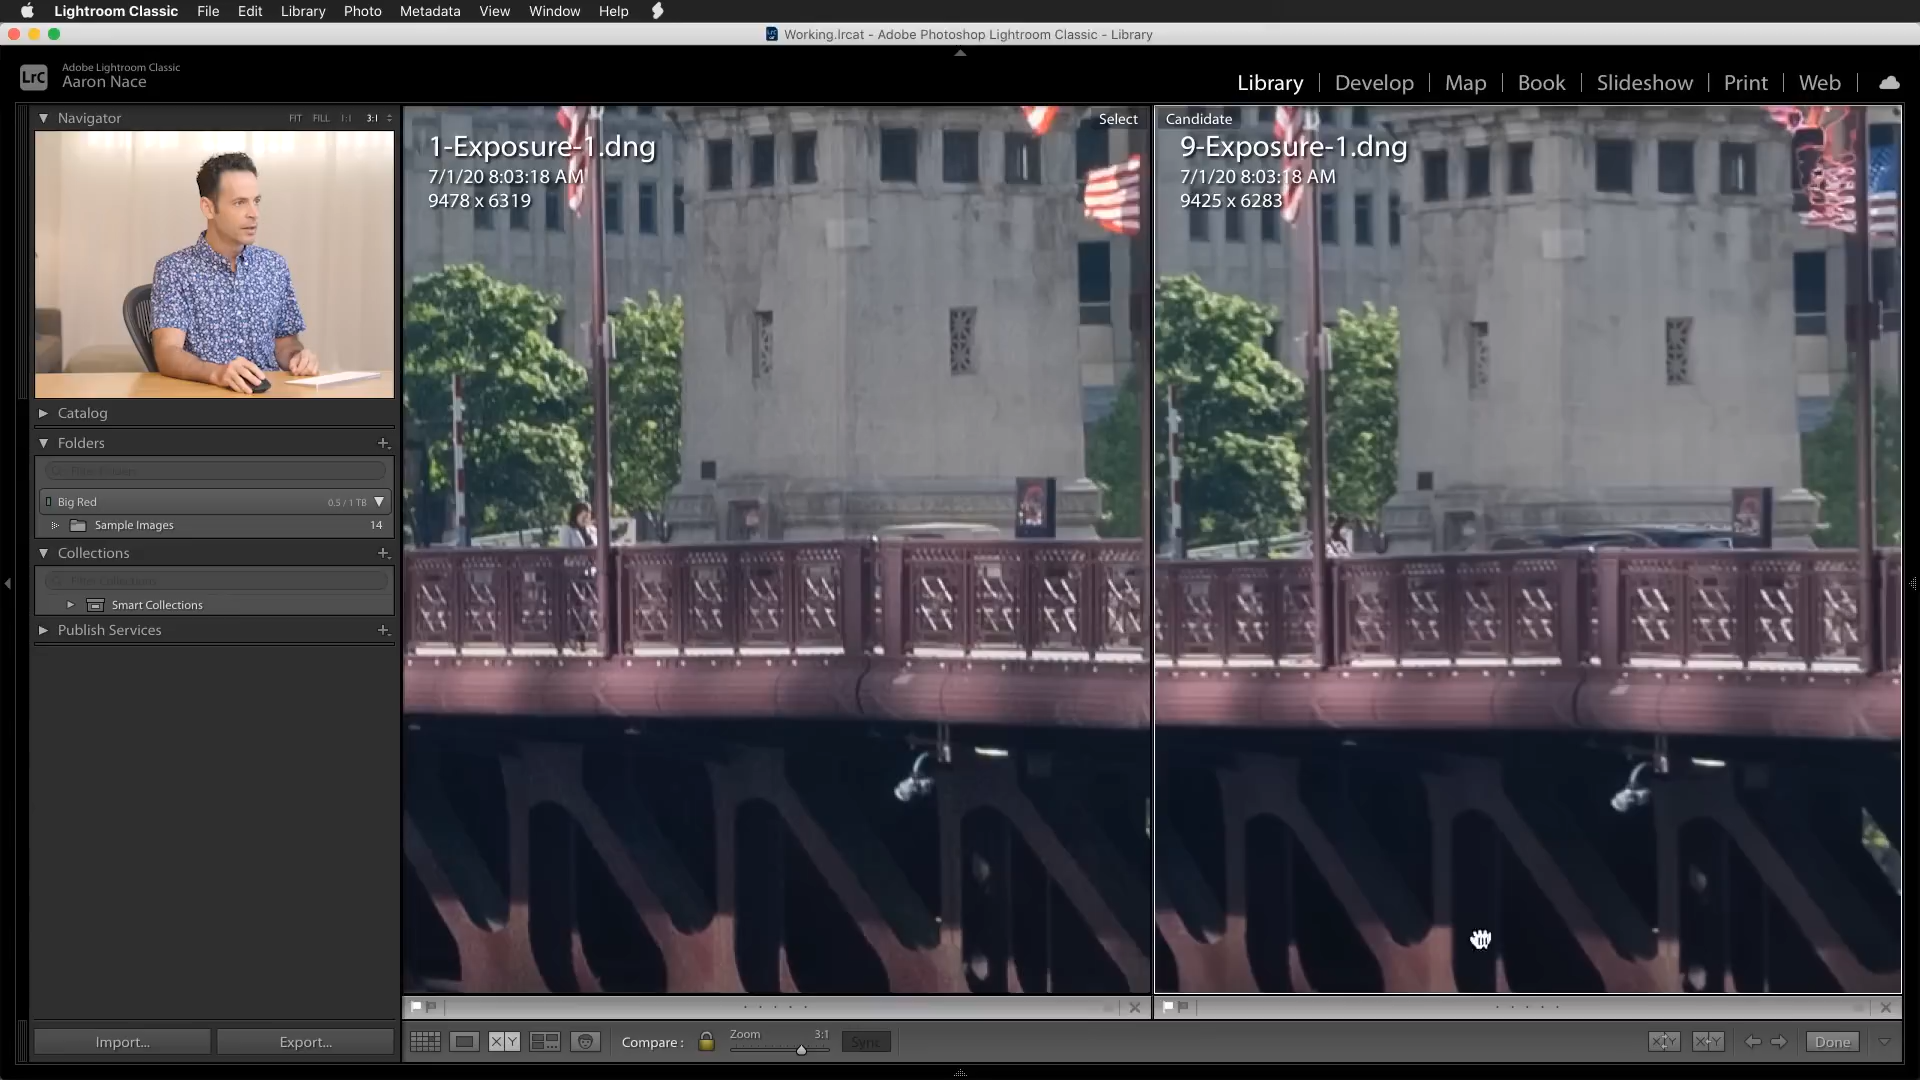 Lightroom Classic File Edit Library Photo Metadata View Window Help
Working.lrcat - Adobe Photoshop Lightroom Classic - Library
LrC
Adobe Lightroom Classic
Aaron Nace
Library | Develop | Map | Book | Slideshow | Print | Web
Navigator FIT FILL 1:1 3:1
Select
1-Exposure-1.dng
7/1/20 8:03:18 AM
9478 x 6319
Candidate
9-Exposure-1.dng
7/1/20 8:03:18 AM
9425 x 6283
Catalog
Folders
Filter Folders
Big Red 0.5 / 1 TB
Sample Images 14
Collections
Filter Collections
Smart Collections
Publish Services
Import... Export...
X Y Compare : Zoom 3:1 Sync
X Y X Y Done